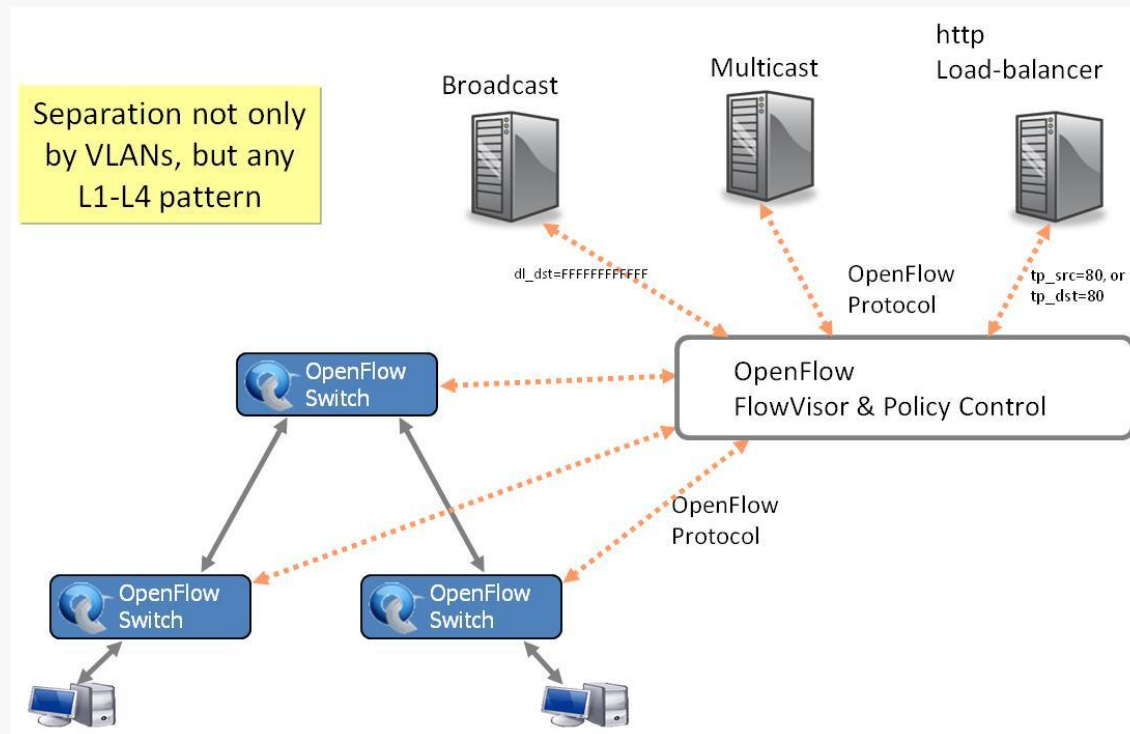 Separation not only
by VLANs, but any
L1-L4 pattern
Broadcast
Multicast
http
Load-balancer
dl_dst=FFFFFFFFFFFF
OpenFlow
Protocol
tp_src=80, or
tp_dst=80
OpenFlow
Switch
OpenFlow
FlowVisor & Policy Control
OpenFlow
Protocol
OpenFlow
Switch
OpenFlow
Switch